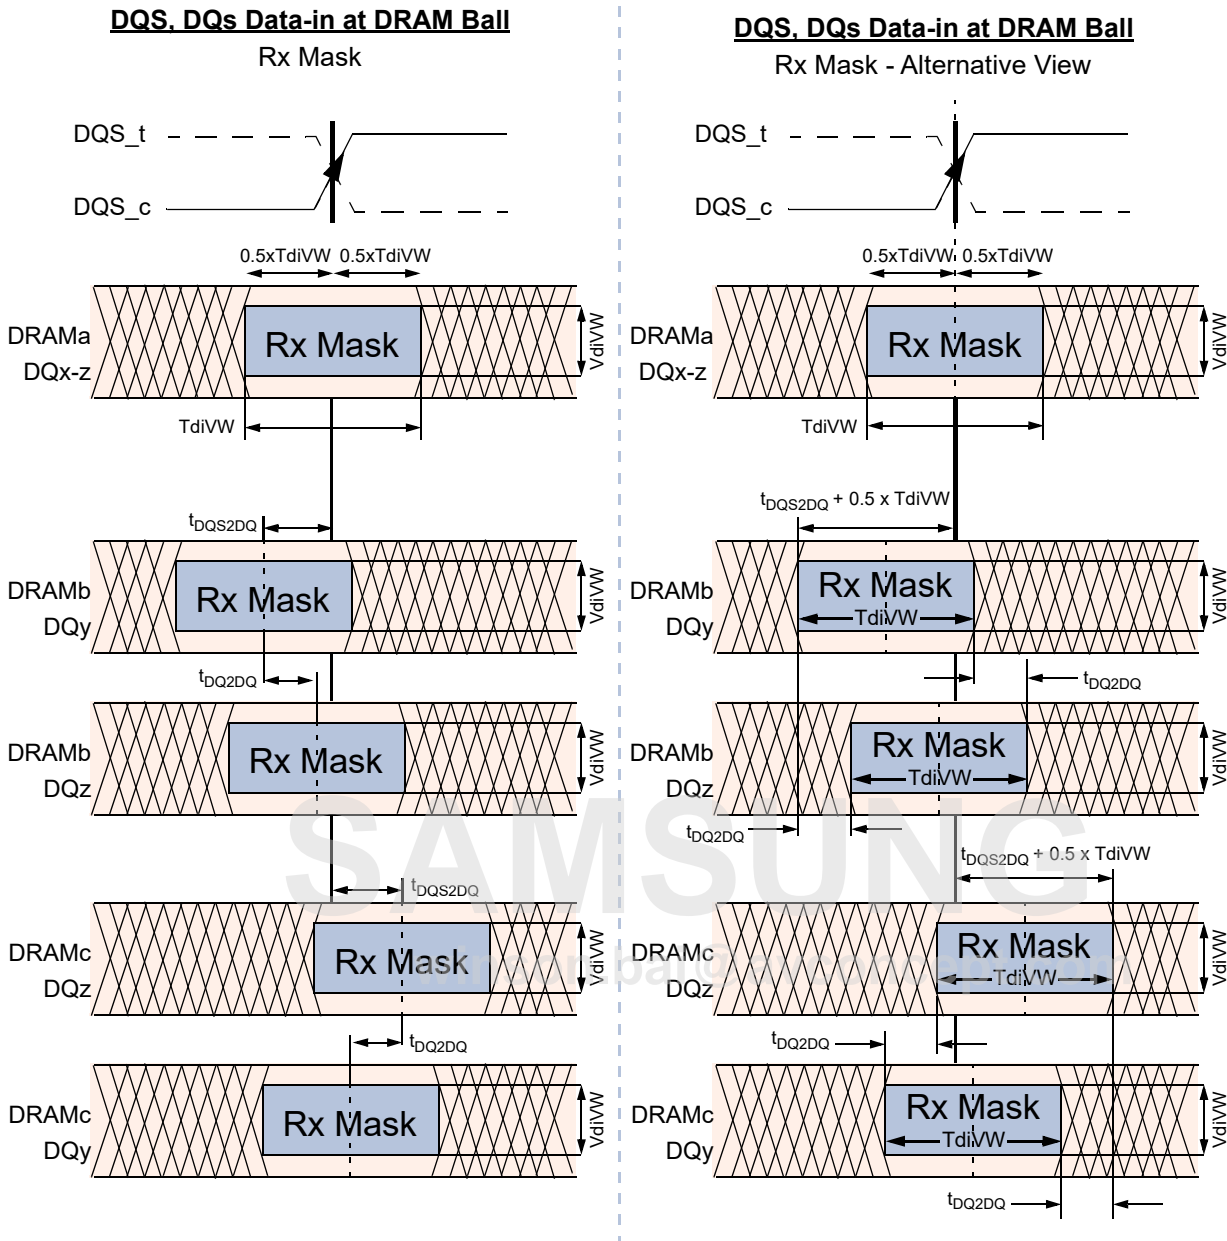 DQS, DQs Data-in at DRAM Ball
Rx Mask
DQS_t
DQS_c
0.5xTdiVW 0.5xTdiVW
DRAMa
DQx-z
Rx Mask
VdiVW
TdiVW
tDQS2DQ
DRAMb
DQy
Rx Mask
VdiVW
tDQ2DQ
DRAMb
DQz
Rx Mask
VdiVW
tDQS2DQ
DRAMc
DQz
Rx Mask
VdiVW
tDQ2DQ
DRAMc
DQy
Rx Mask
VdiVW
DQS, DQs Data-in at DRAM Ball
Rx Mask - Alternative View
DQS_t
DQS_c
0.5xTdiVW 0.5xTdiVW
DRAMa
DQx-z
Rx Mask
VdiVW
TdiVW
tDQS2DQ + 0.5 x TdiVW
DRAMb
DQy
Rx Mask
TdiVW
VdiVW
tDQ2DQ
DRAMb
DQz
Rx Mask
TdiVW
VdiVW
tDQ2DQ
tDQS2DQ + 0.5 x TdiVW
DRAMc
DQz
Rx Mask
TdiVW
VdiVW
tDQ2DQ
DRAMc
DQy
Rx Mask
TdiVW
VdiVW
tDQ2DQ
SAMSUNG